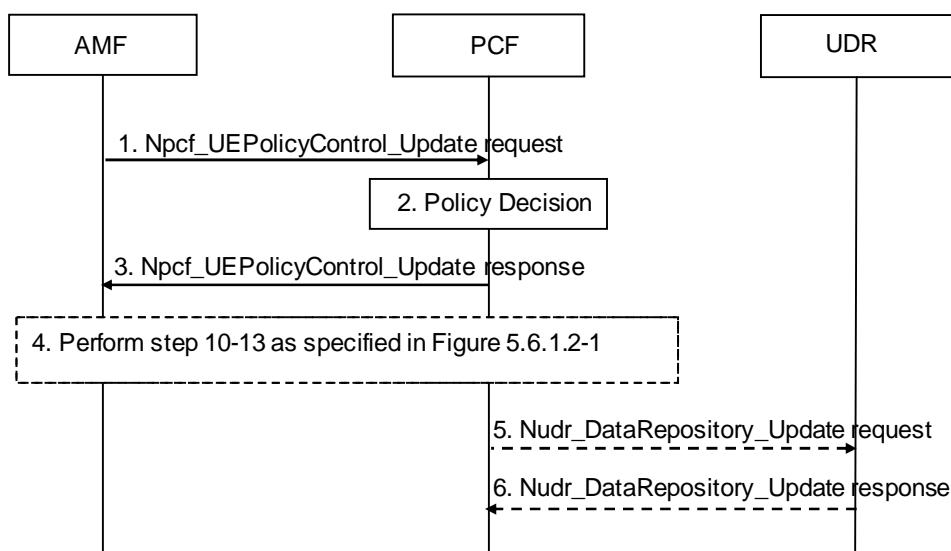 AMF
PCF
UDR
1. Npcf_UEPolicyControl_Update request
2. Policy Decision
3. Npcf_UEPolicyControl_Update response
4. Perform step 10-13 as specified in Figure 5.6.1.2-1
5. Nudr_DataRepository_Update request
6. Nudr_DataRepository_Update response